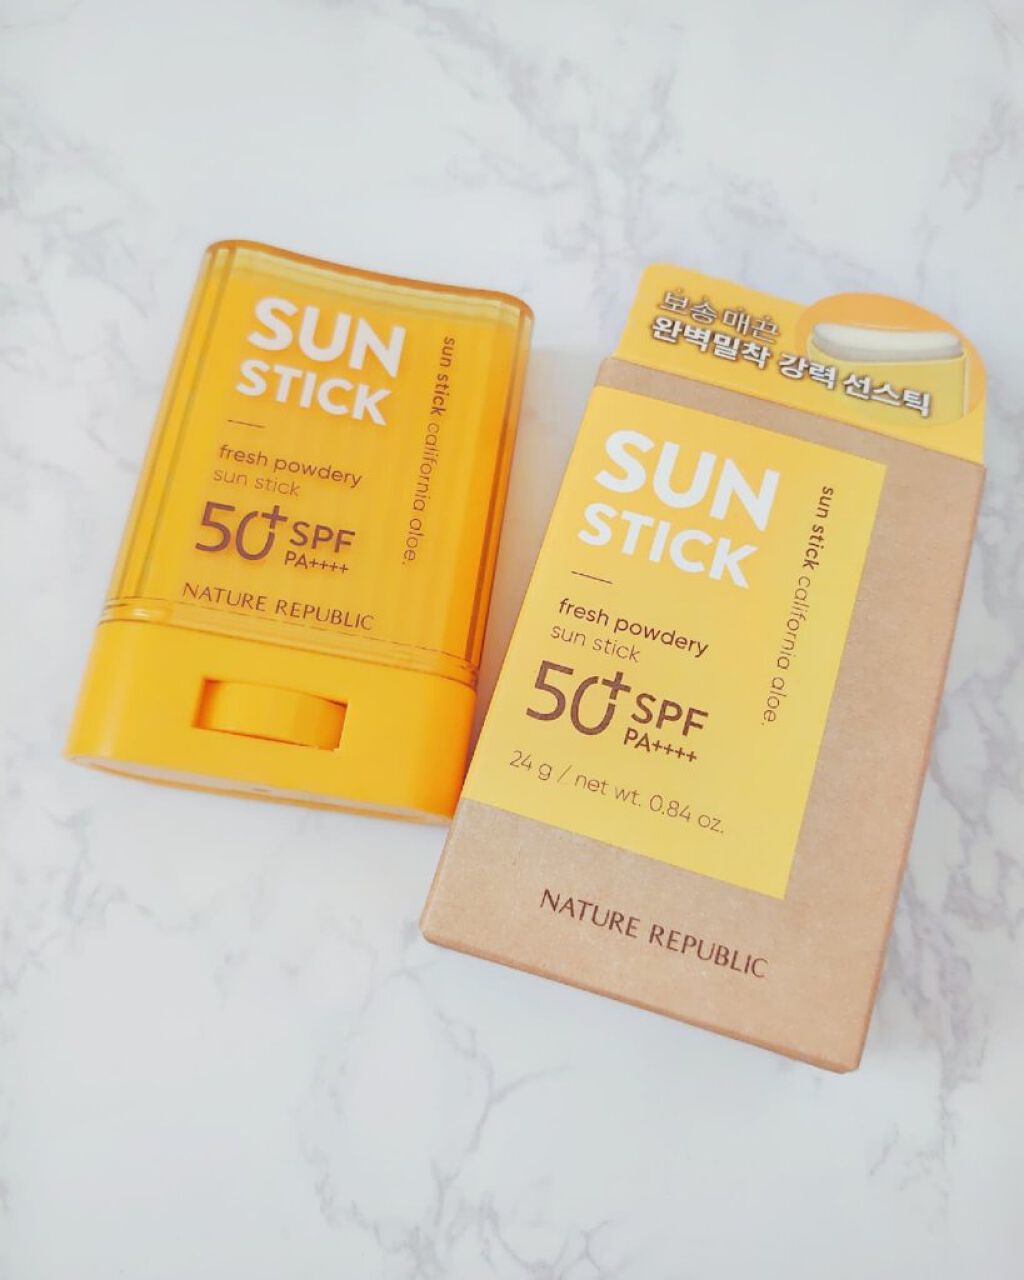 SUN
STICK
fresh powdery
sun stick
50+ SPF
PA++++
NATURE REPUBLIC
sun stick california aloe.
보송 매끈
완벽밀착 강력 선스틱
SUN
STICK
fresh powdery
sun stick
50+ SPF
PA++++
24 g / net wt. 0.84 oz.
sun stick california aloe.
NATURE REPUBLIC